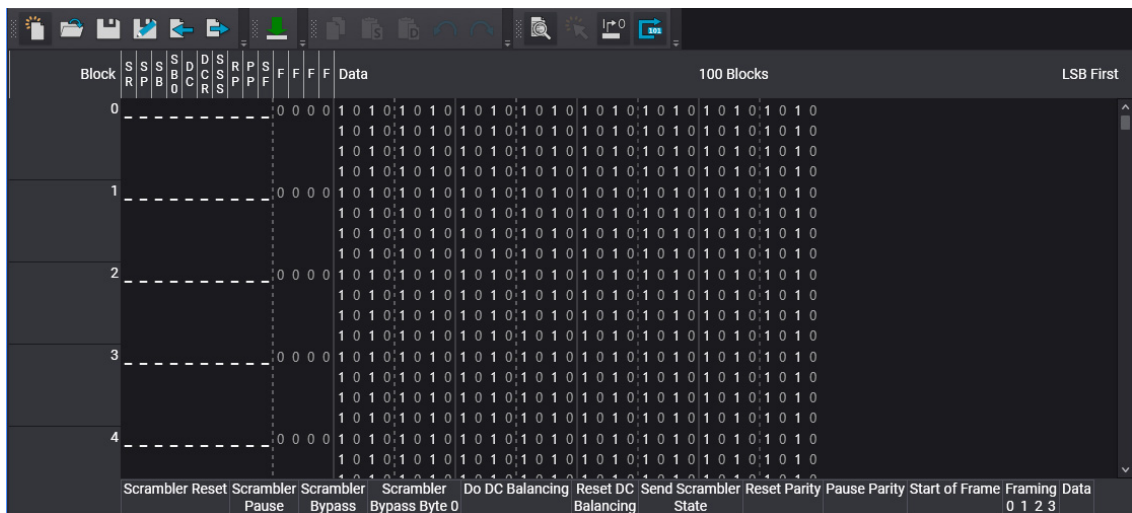 S D 0 101
Block SR SP SB SB0 DC DCR SSS RP PP SF F F F F Data 100 Blocks LSB First
0 _ _ _ _ _ _ _ _ _ _ 0 0 0 0 1 0 1 0 1 0 1 0 1 0 1 0 1 0 1 0 1 0 1 0 1 0 1 0 1 0 1 0 1 0 1 0
1 0 1 0 1 0 1 0 1 0 1 0 1 0 1 0 1 0 1 0 1 0 1 0 1 0 1 0 1 0 1 0
1 0 1 0 1 0 1 0 1 0 1 0 1 0 1 0 1 0 1 0 1 0 1 0 1 0 1 0 1 0 1 0
1 0 1 0 1 0 1 0 1 0 1 0 1 0 1 0 1 0 1 0 1 0 1 0 1 0 1 0 1 0 1 0
1 _ _ _ _ _ _ _ _ _ _ 0 0 0 0 1 0 1 0 1 0 1 0 1 0 1 0 1 0 1 0 1 0 1 0 1 0 1 0 1 0 1 0 1 0 1 0
1 0 1 0 1 0 1 0 1 0 1 0 1 0 1 0 1 0 1 0 1 0 1 0 1 0 1 0 1 0 1 0
1 0 1 0 1 0 1 0 1 0 1 0 1 0 1 0 1 0 1 0 1 0 1 0 1 0 1 0 1 0 1 0
1 0 1 0 1 0 1 0 1 0 1 0 1 0 1 0 1 0 1 0 1 0 1 0 1 0 1 0 1 0 1 0
2 _ _ _ _ _ _ _ _ _ _ 0 0 0 0 1 0 1 0 1 0 1 0 1 0 1 0 1 0 1 0 1 0 1 0 1 0 1 0 1 0 1 0 1 0 1 0
1 0 1 0 1 0 1 0 1 0 1 0 1 0 1 0 1 0 1 0 1 0 1 0 1 0 1 0 1 0 1 0
1 0 1 0 1 0 1 0 1 0 1 0 1 0 1 0 1 0 1 0 1 0 1 0 1 0 1 0 1 0 1 0
1 0 1 0 1 0 1 0 1 0 1 0 1 0 1 0 1 0 1 0 1 0 1 0 1 0 1 0 1 0 1 0
3 _ _ _ _ _ _ _ _ _ _ 0 0 0 0 1 0 1 0 1 0 1 0 1 0 1 0 1 0 1 0 1 0 1 0 1 0 1 0 1 0 1 0 1 0 1 0
1 0 1 0 1 0 1 0 1 0 1 0 1 0 1 0 1 0 1 0 1 0 1 0 1 0 1 0 1 0 1 0
1 0 1 0 1 0 1 0 1 0 1 0 1 0 1 0 1 0 1 0 1 0 1 0 1 0 1 0 1 0 1 0
1 0 1 0 1 0 1 0 1 0 1 0 1 0 1 0 1 0 1 0 1 0 1 0 1 0 1 0 1 0 1 0
4 _ _ _ _ _ _ _ _ _ _ 0 0 0 0 1 0 1 0 1 0 1 0 1 0 1 0 1 0 1 0 1 0 1 0 1 0 1 0 1 0 1 0 1 0 1 0
1 0 1 0 1 0 1 0 1 0 1 0 1 0 1 0 1 0 1 0 1 0 1 0 1 0 1 0 1 0 1 0
Scrambler Reset Scrambler Scrambler Scrambler Do DC Balancing Reset DC Send Scrambler Reset Parity Pause Parity Start of Frame Framing Data
Pause Bypass Bypass Byte 0 Balancing State 0 1 2 3